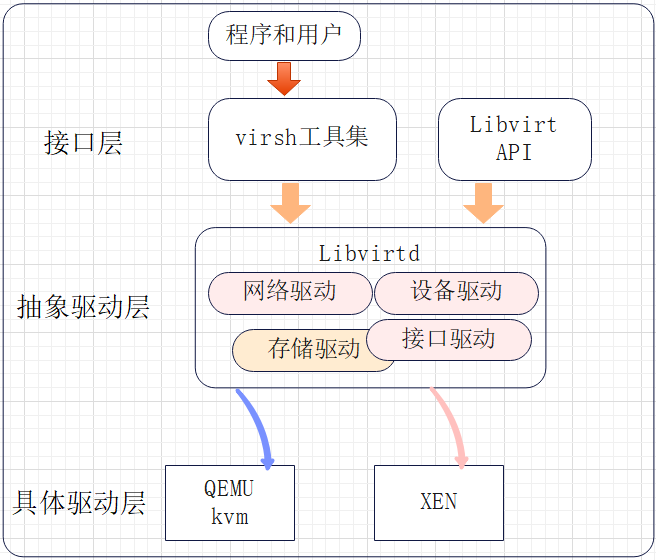 程序和用户
接口层
virsh工具集
Libvirt
API
Libvirtd
网络驱动
设备驱动
抽象驱动层
存储驱动
接口驱动
具体驱动层
QEMU
kvm
XEN